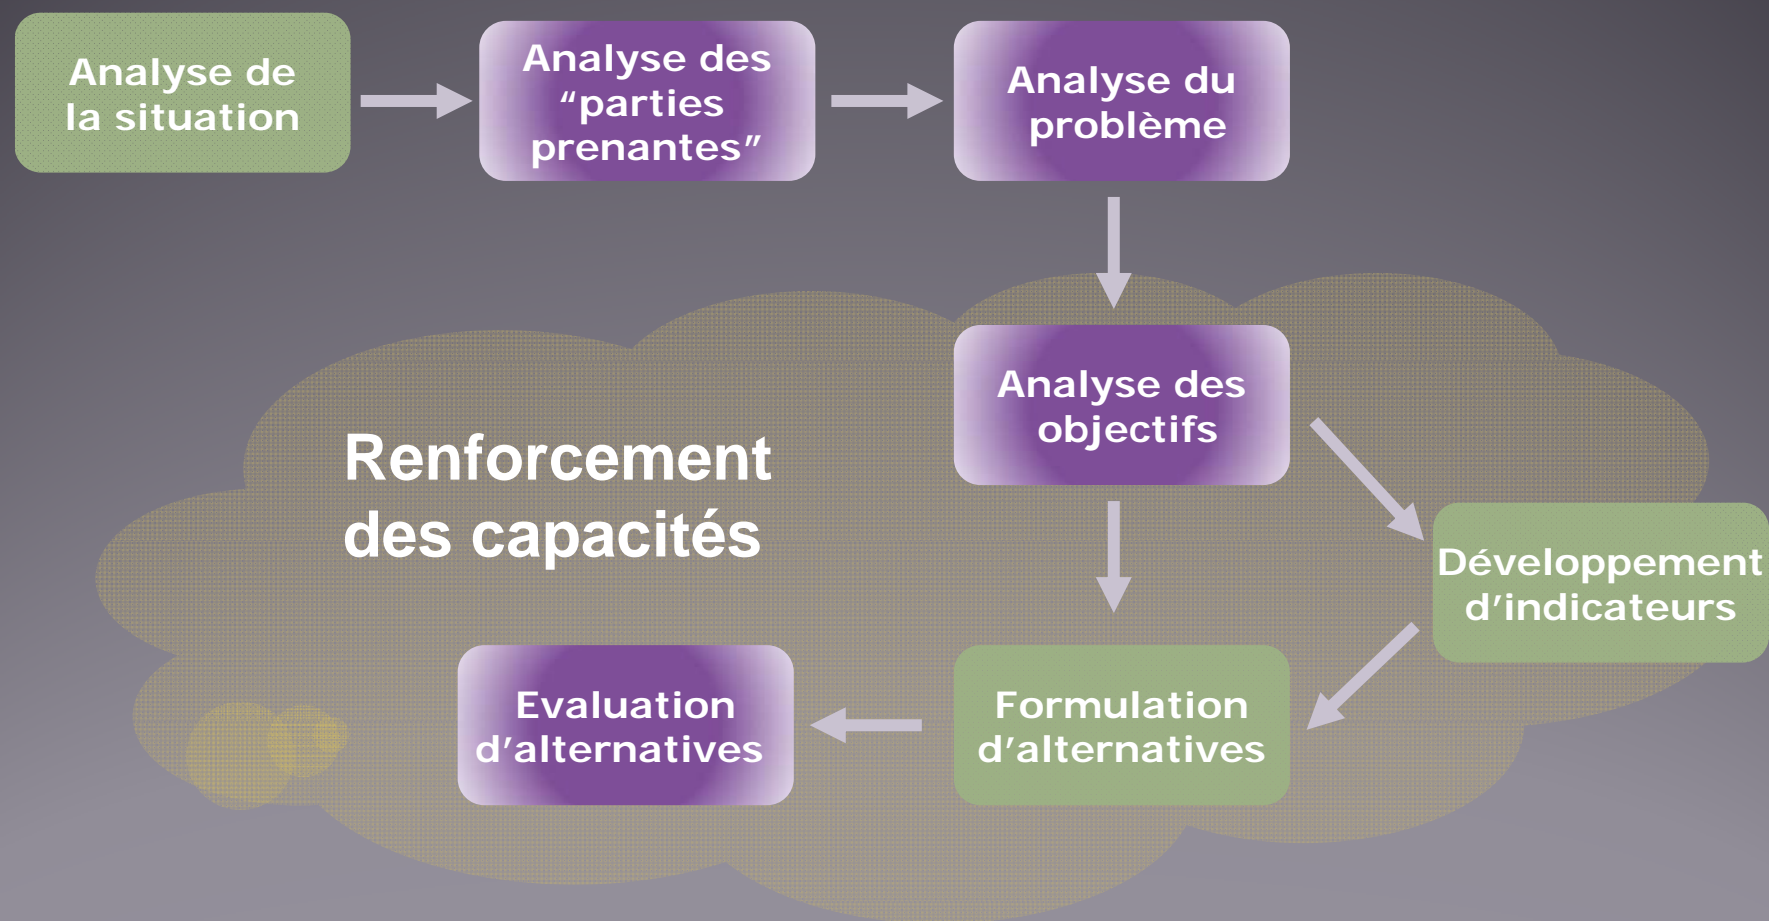 Analyse de
la situation
Analyse des
“parties
prenantes”
Analyse du
problème
Analyse des
objectifs
Renforcement
des capacités
Développement
d’indicateurs
Evaluation
d’alternatives
Formulation
d’alternatives